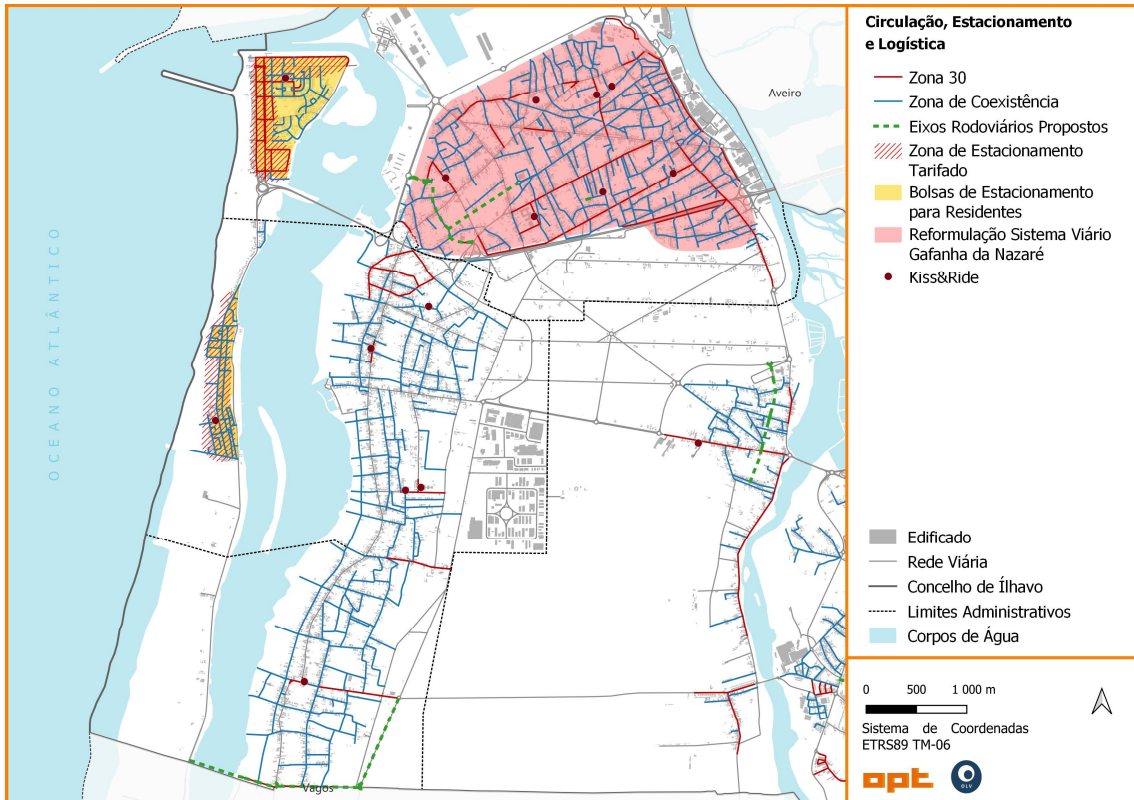 Circulação, Estacionamento
e Logística
Zona 30
Zona de Coexistência
Eixos Rodoviários Propostos
Zona de Estacionamento
Tarifado
Bolsas de Estacionamento
para Residentes
Reformulação Sistema Viário
Gafanha da Nazaré
Kiss&Ride
Aveiro
OCEANO ATLÂNTICO
Vagos
Edificado
Rede Viária
Concelho de Ílhavo
Limites Administrativos
Corpos de Água
0 500 1 000 m
Sistema de Coordenadas
ETRS89 TM-06
opt
OLV